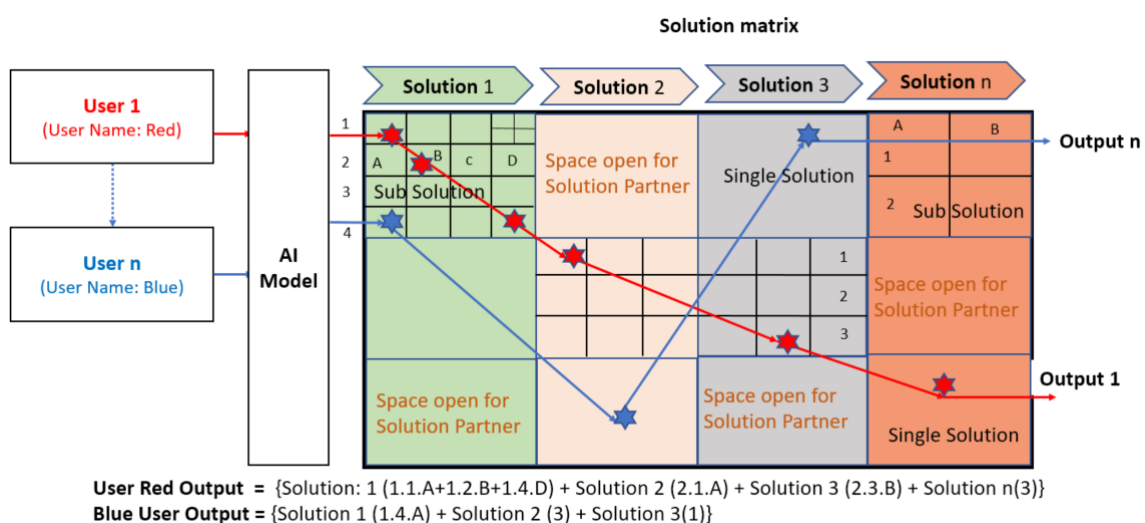 Solution matrix
User 1
(User Name: Red)
User n
(User Name: Blue)
AI
Model
Solution 1
Solution 2
Solution 3
Solution n
1
2
3
4
A
B
c
D
Sub Solution
Space open for
Solution Partner
Single Solution
A
B
1
2
Sub Solution
Output n
1
2
3
Space open for
Solution Partner
Space open for
Solution Partner
Space open for
Solution Partner
Single Solution
Output 1
User Red Output = {Solution: 1 (1.1.A+1.2.B+1.4.D) + Solution 2 (2.1.A) + Solution 3 (2.3.B) + Solution n(3)}
Blue User Output = {Solution 1 (1.4.A) + Solution 2 (3) + Solution 3(1)}